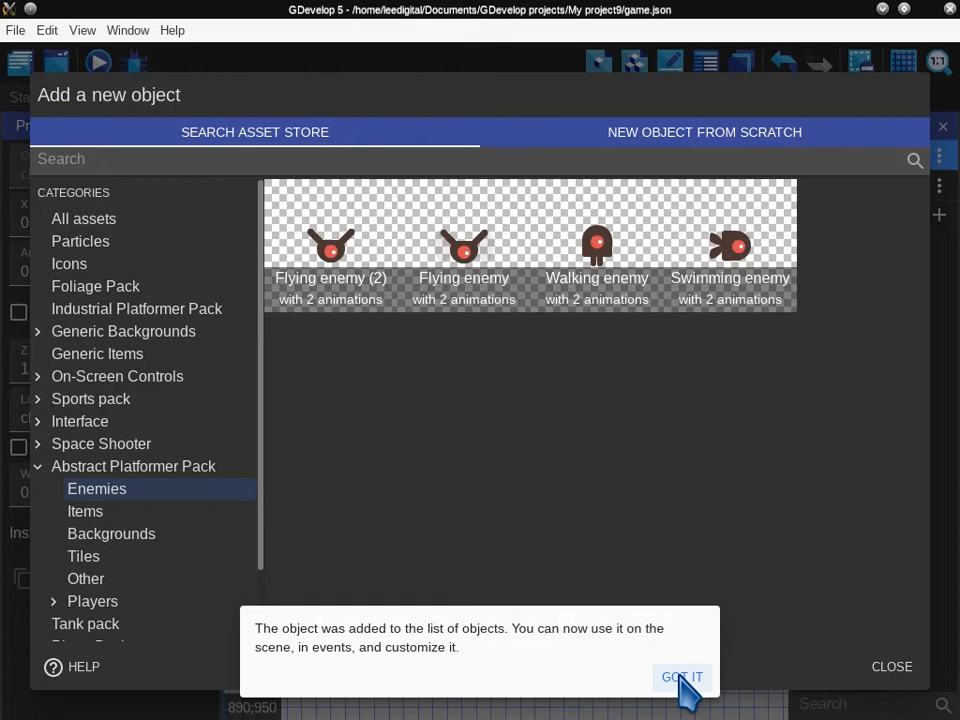 GDevelop 5 - /home/leedigital/Documents/GDevelop projects/My project9/game.json
File Edit View Window Help
1:1
Add a new object
SEARCH ASSET STORE NEW OBJECT FROM SCRATCH
Search
CATEGORIES
All assets
Particles
Icons
Foliage Pack
Industrial Platformer Pack
Generic Backgrounds
Generic Items
On-Screen Controls
Sports pack
Interface
Space Shooter
Abstract Platformer Pack
Enemies
Items
Backgrounds
Tiles
Other
Players
Tank pack
Flying enemy (2)
with 2 animations
Flying enemy
with 2 animations
Walking enemy
with 2 animations
Swimming enemy
with 2 animations
The object was added to the list of objects. You can now use it on the
scene, in events, and customize it.
GOT IT
HELP
CLOSE
890;950
Search